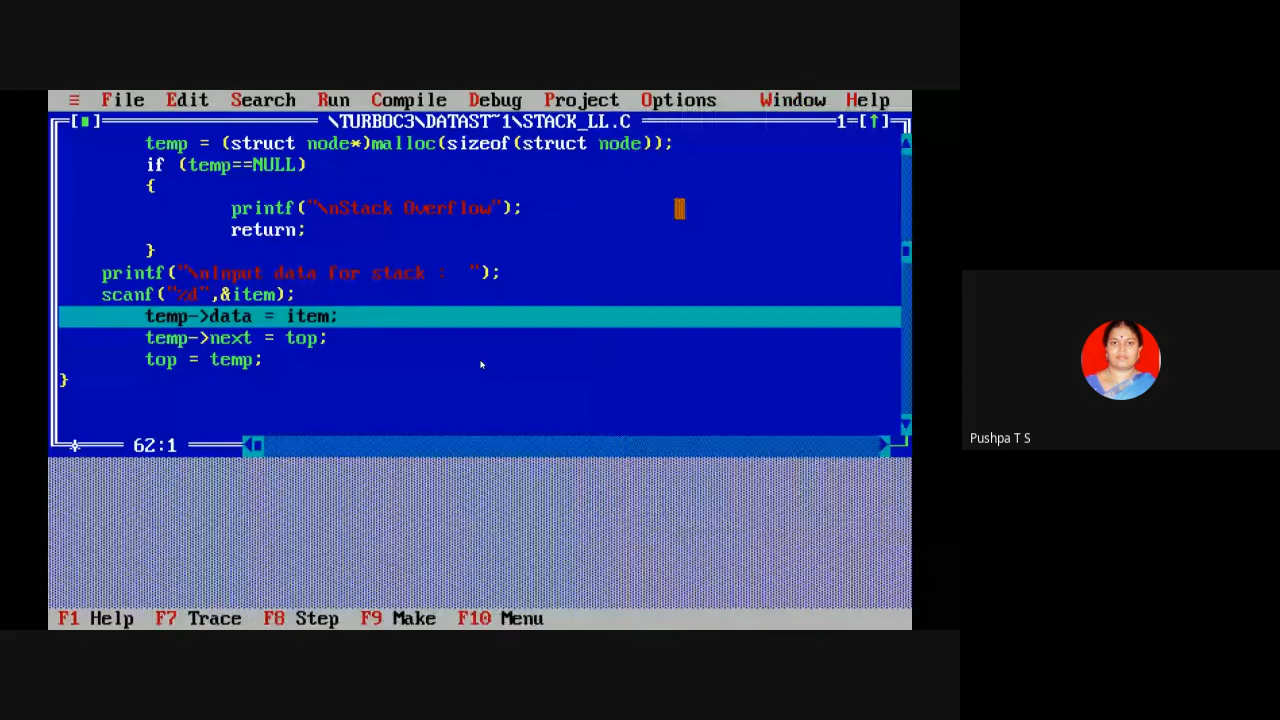 ≡ File Edit Search Run Compile Debug Project Options Window Help
[■] \TURBOC3\DATAST~1\STACK_LL.C 1=[↑]
temp = (struct node*)malloc(sizeof(struct node));
if (temp==NULL)
{
printf("\nStack Overflow");
return;
}
printf("\nInput data for stack :  ");
scanf("%d",&item);
temp->data = item;
temp->next = top;
top = temp;
}
62:1
F1 Help F7 Trace F8 Step F9 Make F10 Menu
Pushpa T S